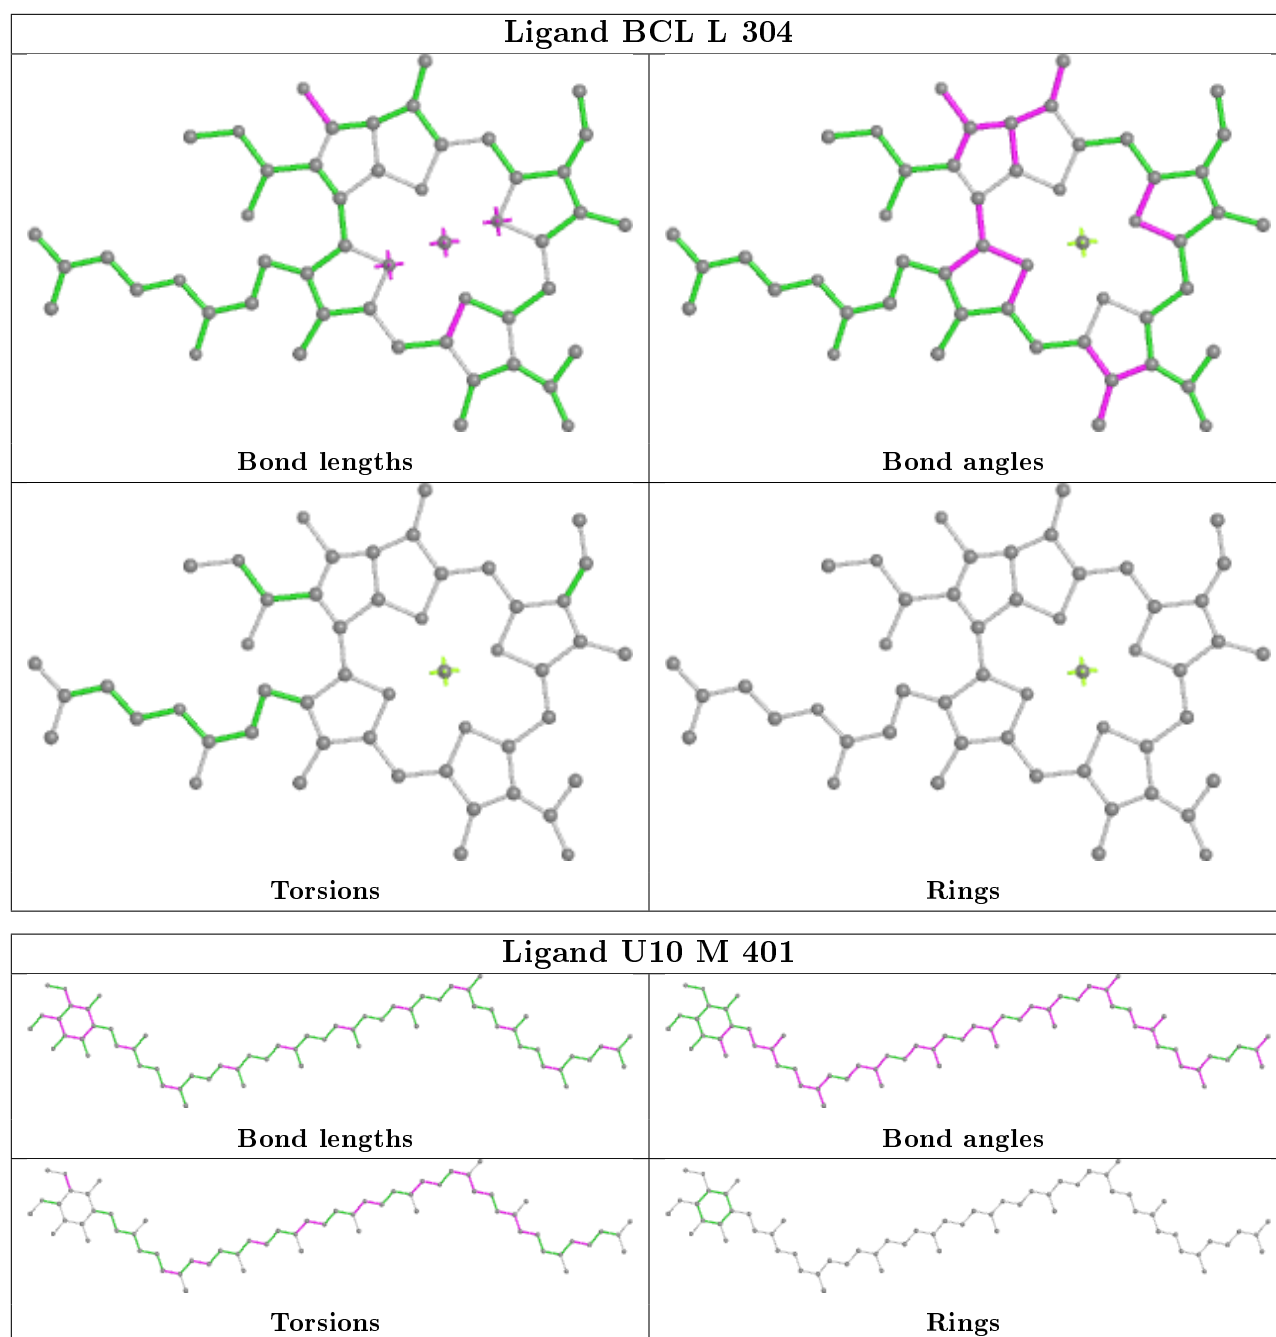 Ligand BCL L 304
Bond lengths
Bond angles
Torsions
Rings
Ligand U10 M 401
Bond lengths
Bond angles
Torsions
Rings